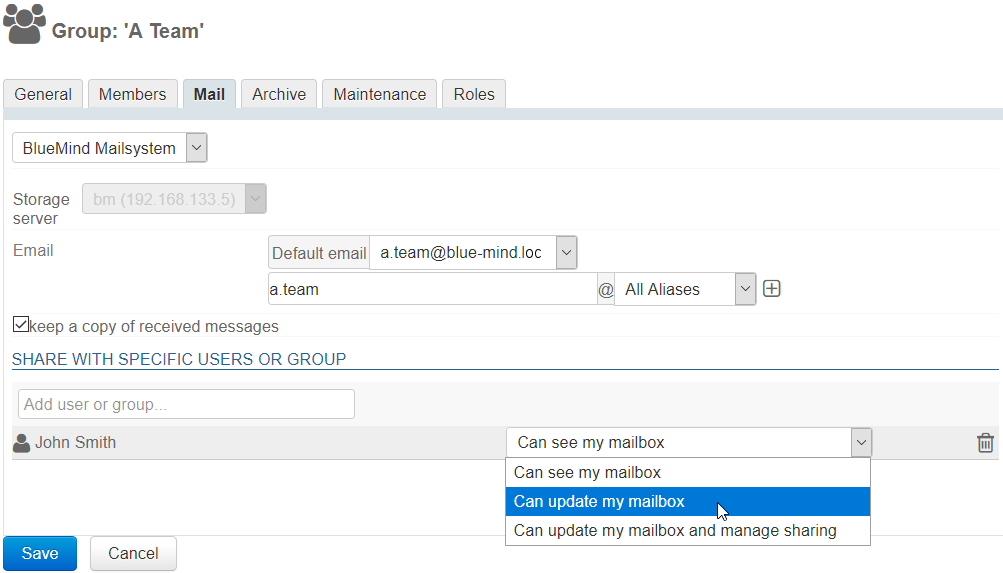 Group: 'A Team'
General Members Mail Archive Maintenance Roles
BlueMind Mailsystem
Storage server bm (192.168.133.5)
Email Default email a.team@blue-mind.loc
a.team @ All Aliases
keep a copy of received messages
SHARE WITH SPECIFIC USERS OR GROUP
Add user or group...
John Smith Can see my mailbox
Can see my mailbox
Can update my mailbox
Can update my mailbox and manage sharing
Save Cancel